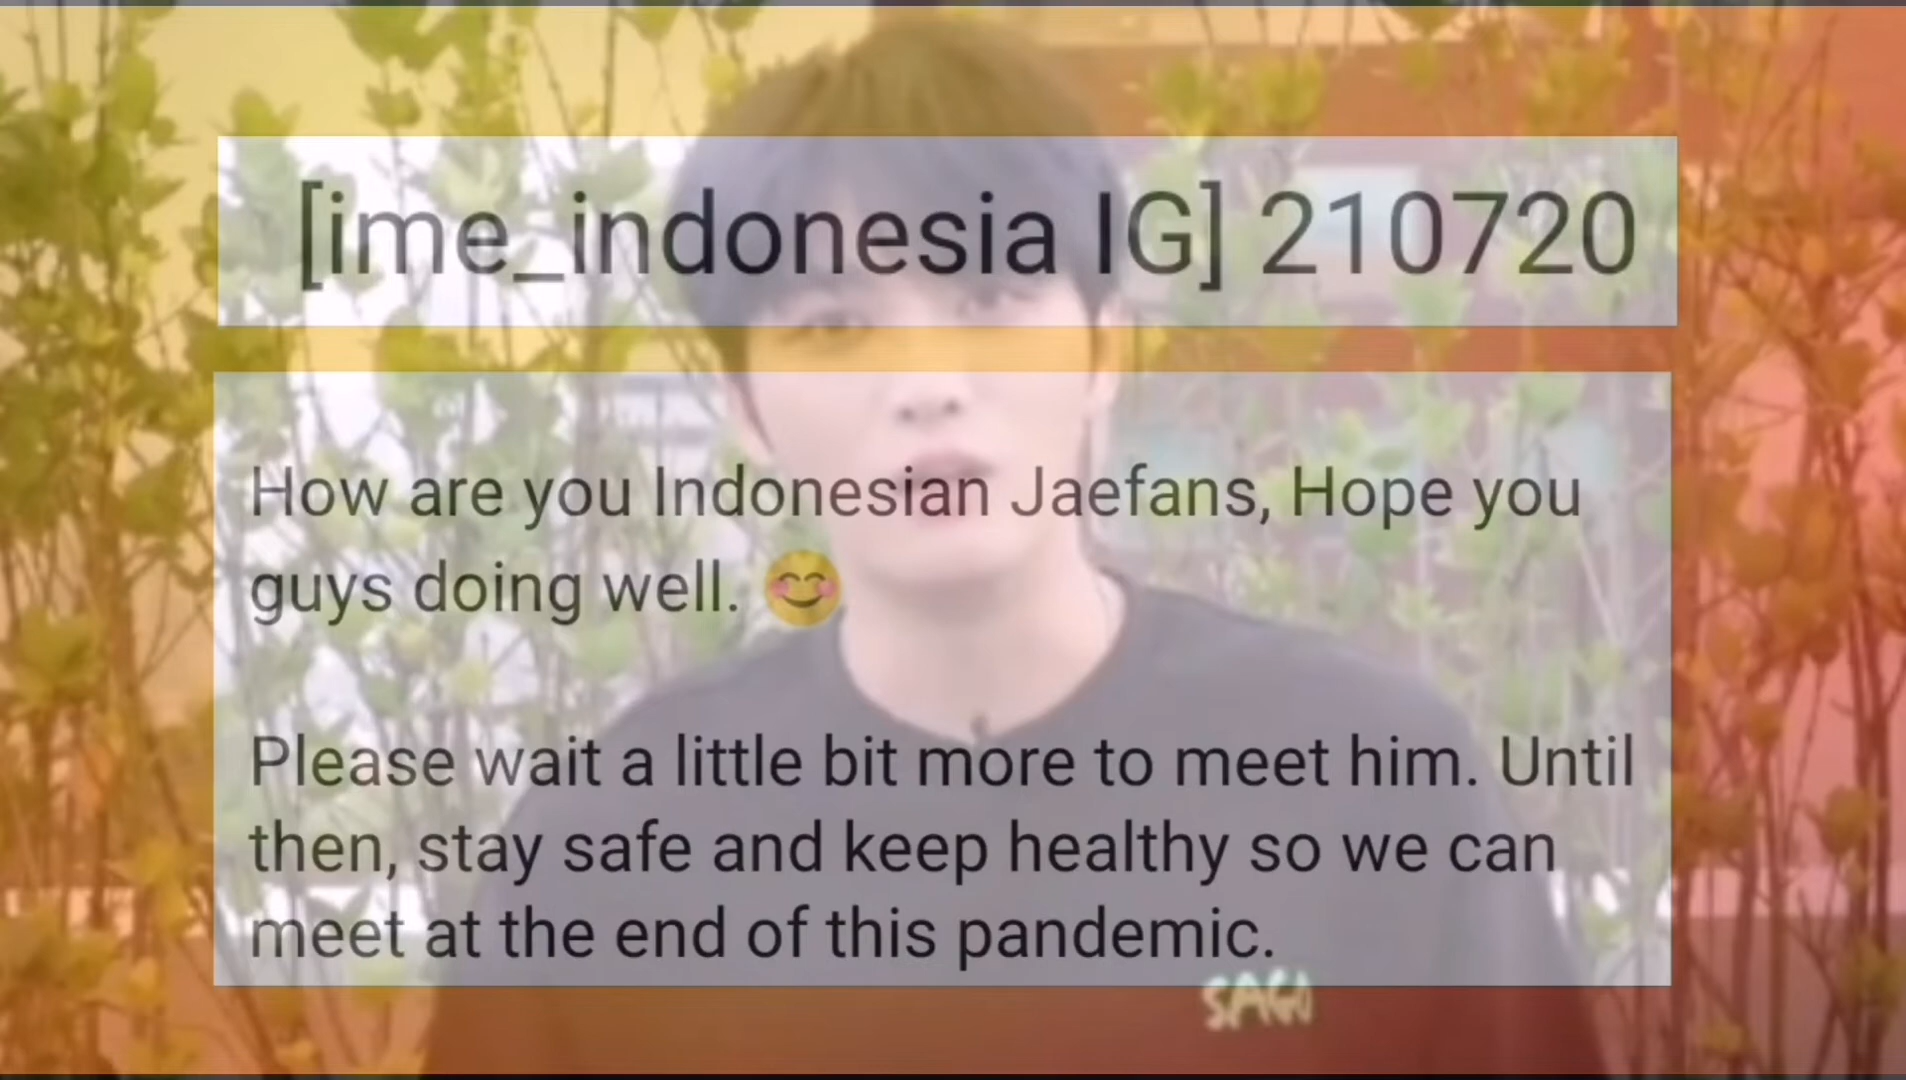 [ime_indonesia IG] 210720
How are you Indonesian Jaefans, Hope you
guys doing well. 😊
Please wait a little bit more to meet him. Until
then, stay safe and keep healthy so we can
meet at the end of this pandemic.